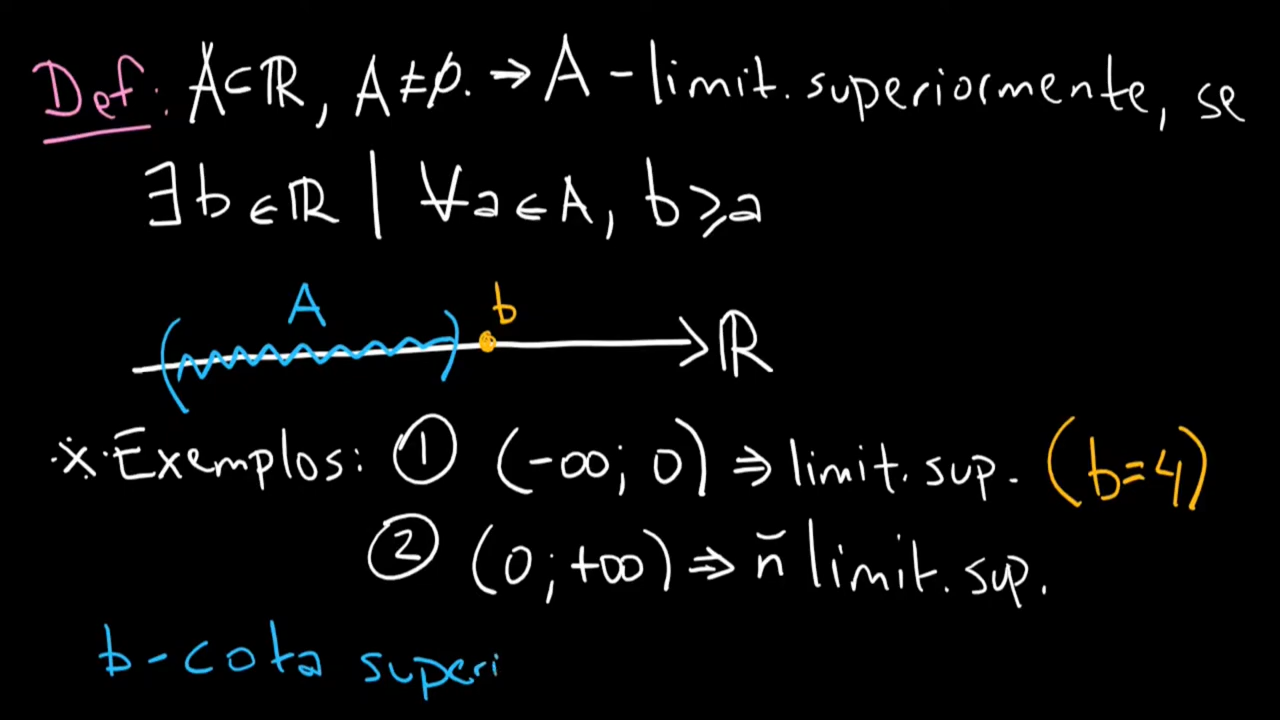 Def: A⊂ℝ, A≠∅. → A - limit. superiormente, se
∃b∈ℝ | ∀a∈A, b≥a
A b
ℝ
※ Exemplos: ① (-∞; 0) ⇒ limit. sup. (b=4)
② (0; +∞) ⇒ ñ limit. sup.
b - cota superi